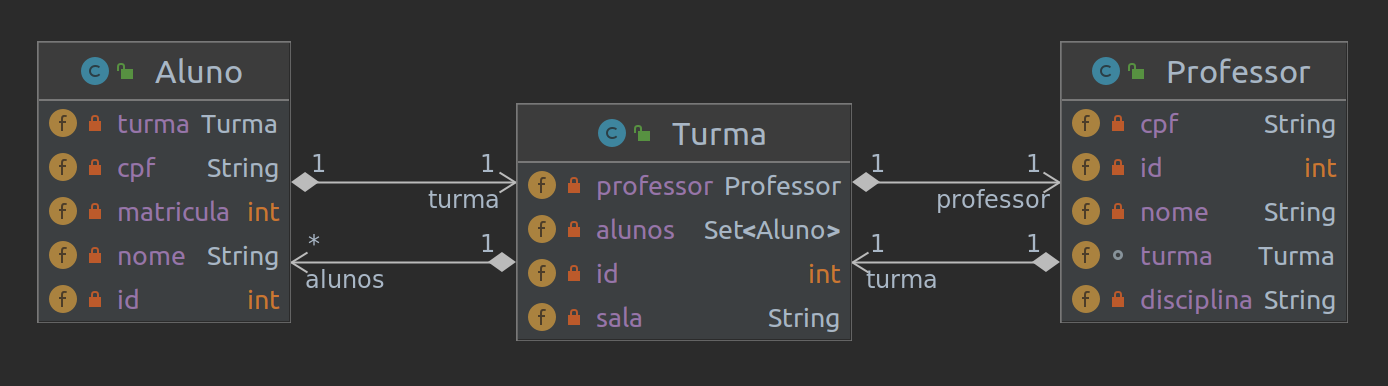 C Aluno
f turma Turma
f cpf String
f matricula int
f nome String
f id int
1 1
turma
* 1
alunos
C Turma
f professor Professor
f alunos Set<Aluno>
f id int
f sala String
1 1
professor
1 1
turma
C Professor
f cpf String
f id int
f nome String
f turma Turma
f disciplina String